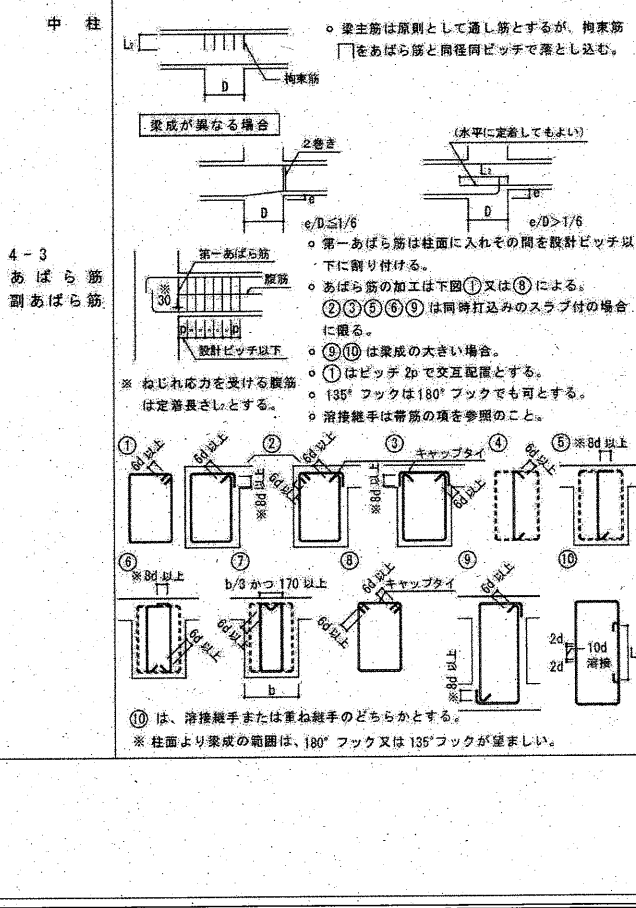 中 柱
L₂
拘束筋
D
○ 梁主筋は原則として通し筋とするが、拘束筋
をあばら筋と同径同ピッチで落とし込む。
梁成が異なる場合
2巻き
(水平に定着してもよい)
L₂
e
D
e/D≦1/6
e
D
e/D>1/6
4-3
あばら筋
副あばら筋
第一あばら筋
腹筋
※
30
P P
設計ピッチ以下
※ ねじれ応力を受ける腹筋
は定着長さL₂とする。
○ 第一あばら筋は柱面に入れその間を設計ピッチ以
下に割り付ける。
○ あばら筋の加工は下図①又は⑧による。
②③⑤⑥⑨は同時打込みのスラブ付の場合
に限る。
○ ⑨⑩は梁成の大きい場合。
○ ①はピッチ2pで交互配置とする。
○ 135° フックは180° フックでも可とする。
○ 溶接継手は帯筋の項を参照のこと。
① 6d以上
6d以上 ② ※8d以上 6d以上 6d以上
③ キャップタイ ※8d以上 6d以上
④ 6d以上
⑤ ※8d以上
⑥ ※8d以上 6d以上
⑦ b/3 かつ 170 以上 6d以上 b
⑧ 6d以上 キャップタイ 6d以上
⑨ 6d以上 ※8d以上
⑩ 2d 2d 10d 溶接
⑩ は、溶接継手または重ね継手のどちらかとする。
※ 柱面より梁成の範囲は、180° フック又は135°フックが望ましい。